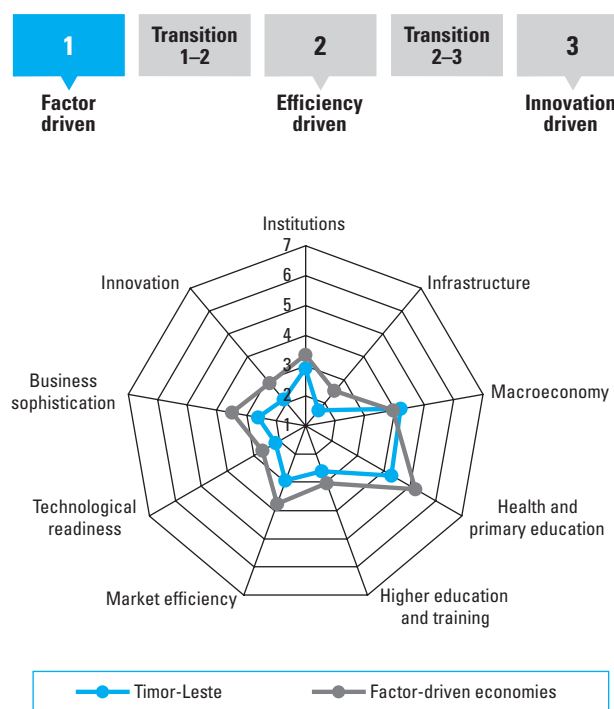 1
Transition
1–2
2
Transition
2–3
3
Factor
driven
Efficiency
driven
Innovation
driven
Institutions
7
6
5
4
3
2
1
Infrastructure
Macroeconomy
Health and
primary education
Higher education
and training
Market efficiency
Technological
readiness
Business
sophistication
Innovation
Timor-Leste
Factor-driven economies